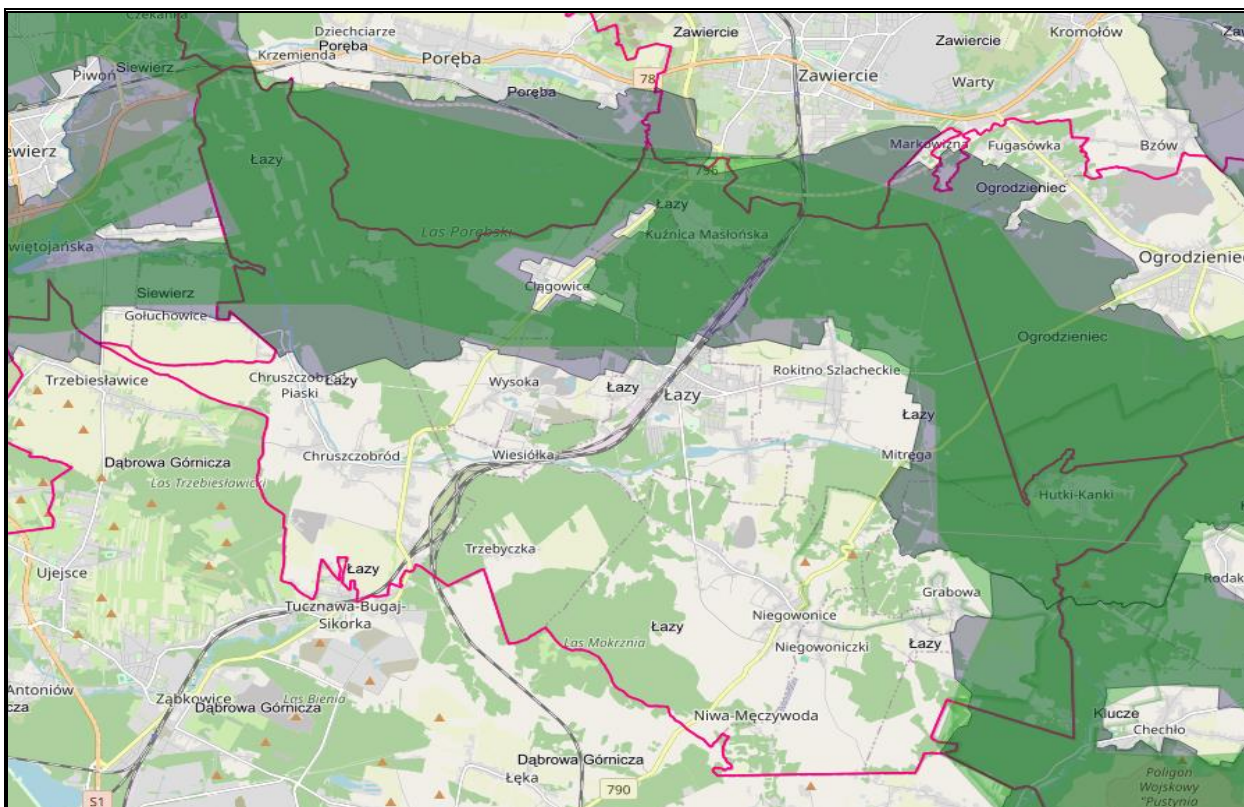 Czekanka
Dziechciarze
Krzemienda
Poręba
Poręba
Zawiercie
Zawiercie
Kromołów
Piwoń
Siewierz
78
Zawiercie
Warty
Poręba
ewierz
Łazy
Markowizna
Fugasówka
Bzów
796
Ogrodzieniec
Łazy
Las Porębski
Kuźnica Masłońska
więtojańska
Ogrodzieniec
Ciągowice
Siewierz
Gołuchowice
Ogrodzieniec
Trzebiesławice
Chruszczobród
Piaski
Łazy
Wysoka
Łazy
Łazy
Rokitno Szlacheckie
Łazy
Dąbrowa Górnicza
Chruszczobród
Wiesiółka
Mitręga
Las Trzebiesławicki
Hutki-Kanki
Ujejsce
Łazy
Trzebyczka
Rodak
Tucznawa-Bugaj-
Sikorka
Grabowa
Niegowonice
Łazy
Las Mokrznia
Niegowoniczki
Łazy
Antoniów
cza
Ząbkowice
Las Bienia
Dąbrowa Górnicza
Niwa-Męczywoda
Klucze
Chechło
Dąbrowa Górnicza
Łęka
790
S1
Poligon
Wojskowy
"Pustynia